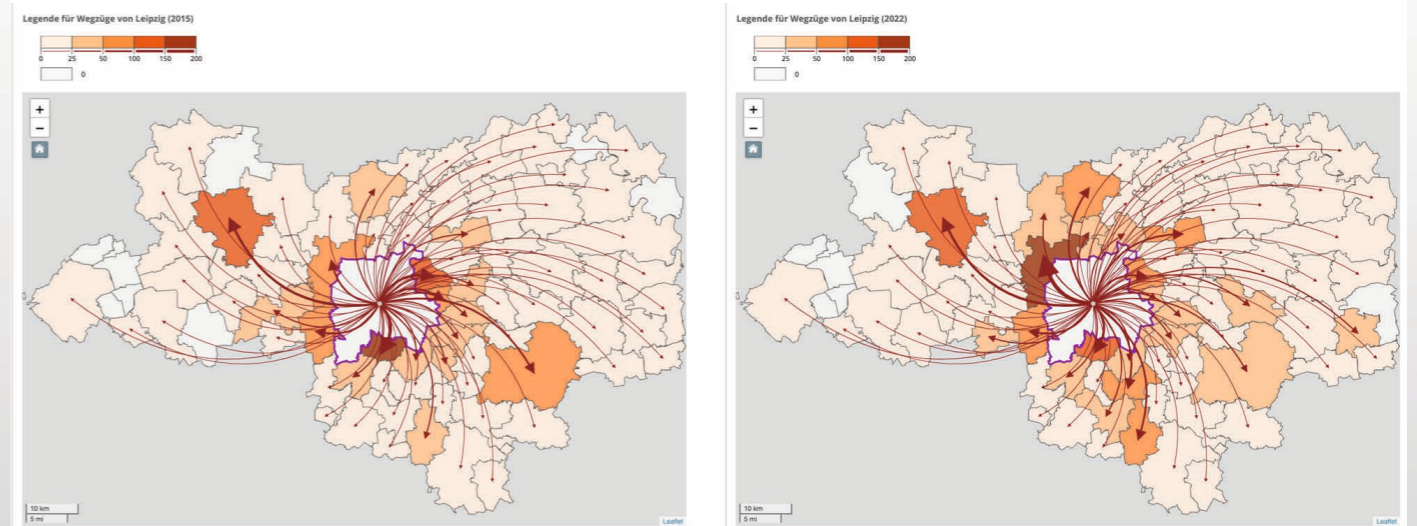 Legende für Wegzüge von Leipzig (2015)
0 25 50 100 150 200
0
+
−
10 km
5 mi
Leaflet
Legende für Wegzüge von Leipzig (2022)
0 25 50 100 150 200
0
+
−
10 km
5 mi
Leaflet